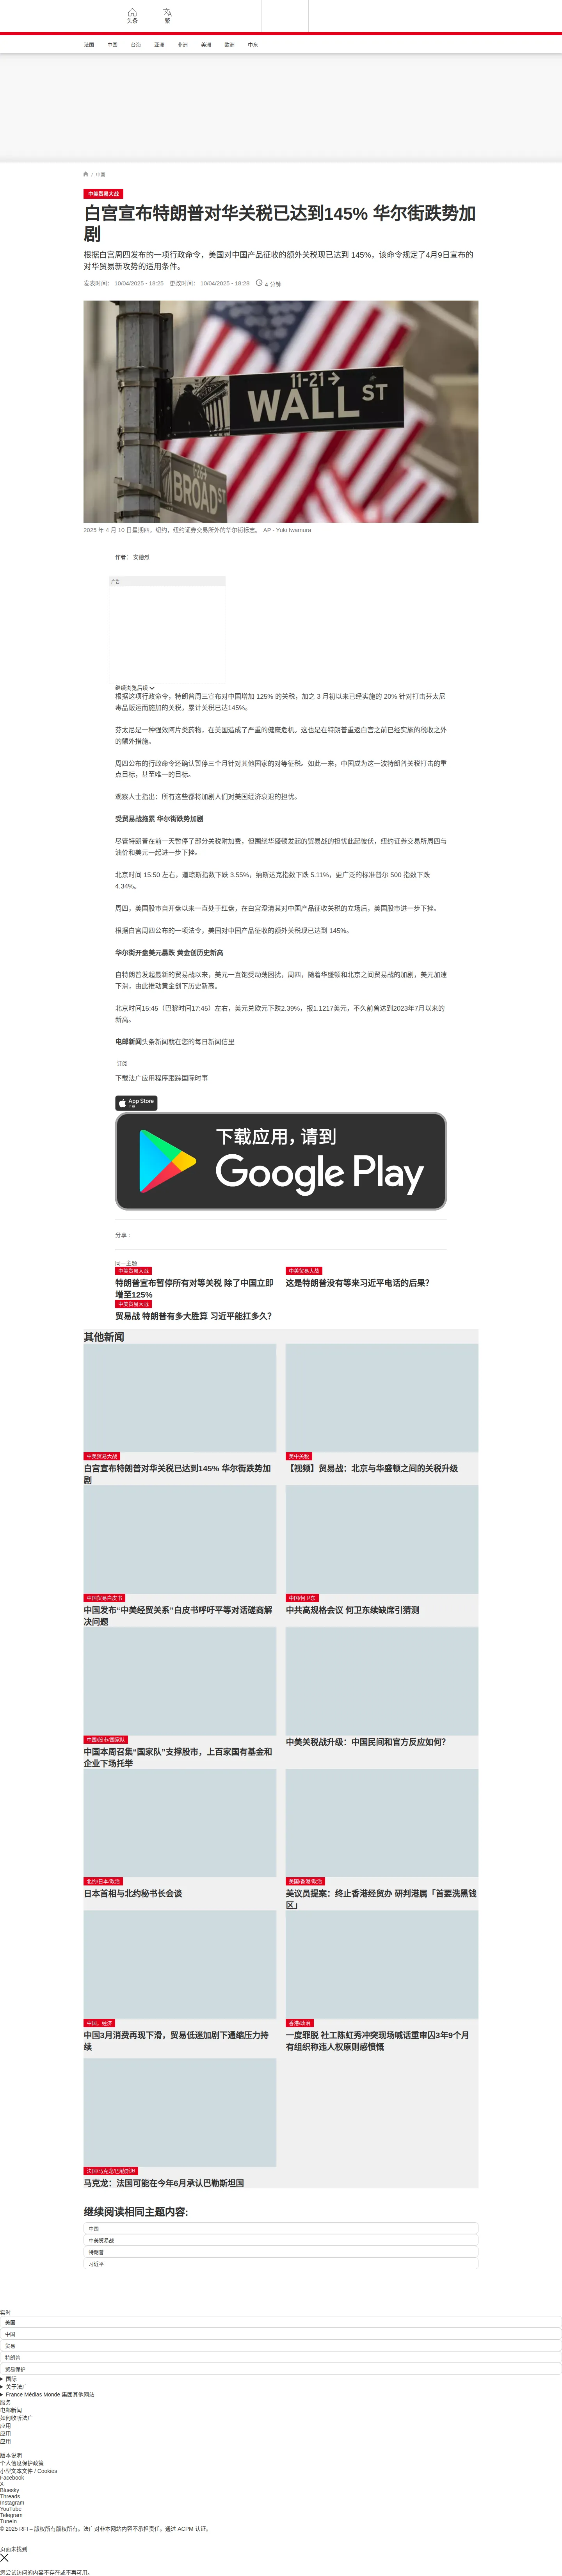 头条
繁
法国
中国
台海
亚洲
非洲
美洲
欧洲
中东
/ 中国
中美贸易大战
白宫宣布特朗普对华关税已达到145% 华尔街跌势加
剧
根据白宫周四发布的一项行政命令，美国对中国产品征收的额外关税现已达到 145%，该命令规定了4月9日宣布的
对华贸易新攻势的适用条件。
发表时间： 10/04/2025 - 18:25 更改时间： 10/04/2025 - 18:28 4 分钟
11-21
WALL ST
BROAD ST
2025 年 4 月 10 日星期四，纽约，纽约证券交易所外的华尔街标志。 AP - Yuki Iwamura
作者： 安德烈
广告
继续浏览后续
根据这项行政命令，特朗普周三宣布对中国增加 125% 的关税，加之 3 月初以来已经实施的 20% 针对打击芬太尼
毒品贩运而施加的关税，累计关税已达145%。
芬太尼是一种强效阿片类药物，在美国造成了严重的健康危机。这也是在特朗普重返白宫之前已经实施的税收之外
的额外措施。
周四公布的行政命令还确认暂停三个月针对其他国家的对等征税。如此一来，中国成为这一波特朗普关税打击的重
点目标，甚至唯一的目标。
观察人士指出：所有这些都将加剧人们对美国经济衰退的担忧。
受贸易战拖累 华尔街跌势加剧
尽管特朗普在前一天暂停了部分关税附加费，但围绕华盛顿发起的贸易战的担忧此起彼伏，纽约证券交易所周四与
油价和美元一起进一步下挫。
北京时间 15:50 左右，道琼斯指数下跌 3.55%，纳斯达克指数下跌 5.11%，更广泛的标准普尔 500 指数下跌
4.34%。
周四，美国股市自开盘以来一直处于红盘，在白宫澄清其对中国产品征收关税的立场后，美国股市进一步下挫。
根据白宫周四公布的一项法令，美国对中国产品征收的额外关税现已达到 145%。
华尔街开盘美元暴跌 黄金创历史新高
自特朗普发起最新的贸易战以来，美元一直饱受动荡困扰，周四，随着华盛顿和北京之间贸易战的加剧，美元加速
下滑，由此推动黄金创下历史新高。
北京时间15:45（巴黎时间17:45）左右，美元兑欧元下跌2.39%，报1.1217美元，不久前曾达到2023年7月以来的
新高。
电邮新闻头条新闻就在您的每日新闻信里
订阅
下载法广应用程序跟踪国际时事
App Store
下载
下载应用，请到
Google Play
分享 :
同一主题
中美贸易大战
特朗普宣布暂停所有对等关税 除了中国立即
增至125%
中美贸易大战
这是特朗普没有等来习近平电话的后果？
中美贸易大战
贸易战 特朗普有多大胜算 习近平能扛多久？
其他新闻
中美贸易大战
白宫宣布特朗普对华关税已达到145% 华尔街跌势加
剧
美中关税
【视频】贸易战：北京与华盛顿之间的关税升级
中国贸易白皮书
中国发布“中美经贸关系”白皮书呼吁平等对话磋商解
决问题
中国/何卫东
中共高规格会议 何卫东续缺席引猜测
中国/股市/国家队
中国本周召集“国家队”支撑股市，上百家国有基金和
企业下场托举
中美关税战升级：中国民间和官方反应如何？
北约/日本/政治
日本首相与北约秘书长会谈
美国/香港/政治
美议员提案：终止香港经贸办 研判港属「首要洗黑钱
区」
中国，经济
中国3月消费再现下滑，贸易低迷加剧下通缩压力持
续
香港/政治
一度罪脱 社工陈虹秀冲突现场喊话重审囚3年9个月
有组织称违人权原则感愤慨
法国/马克龙/巴勒斯坦
马克龙：法国可能在今年6月承认巴勒斯坦国
继续阅读相同主题内容:
中国
中美贸易战
特朗普
习近平
实时
美国
中国
贸易
特朗普
贸易保护
国际
关于法广
France Médias Monde 集团其他网站
服务
电邮新闻
如何收听法广
应用
应用
应用
版本说明
个人信息保护政策
小型文本文件 / Cookies
Facebook
X
Bluesky
Threads
Instagram
YouTube
Telegram
TuneIn
© 2025 RFI – 版权所有版权所有。法广对非本网站内容不承担责任。通过 ACPM 认证。
页面未找到
您尝试访问的内容不存在或不再可用。